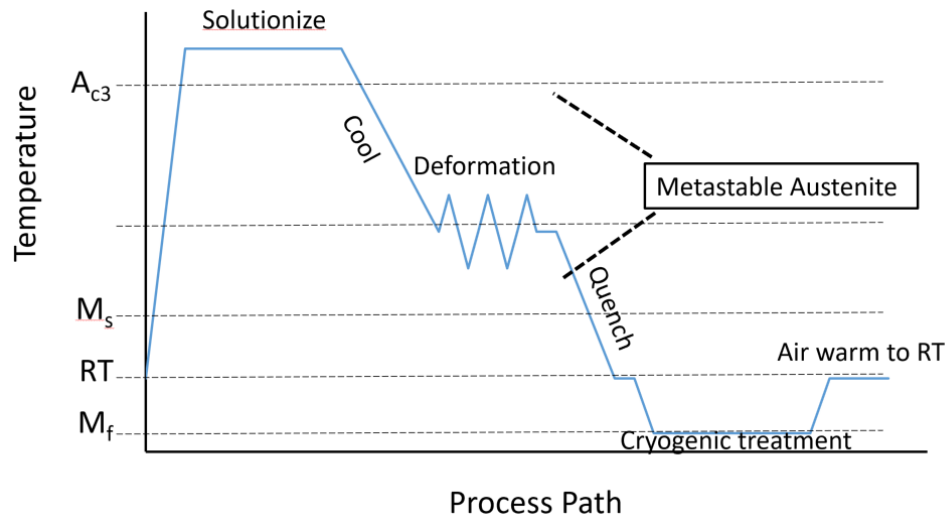 Solutionize
Ac3
Cool
Deformation
Metastable Austenite
Temperature
Quench
Ms
RT
Air warm to RT
Mf
Cryogenic treatment
Process Path